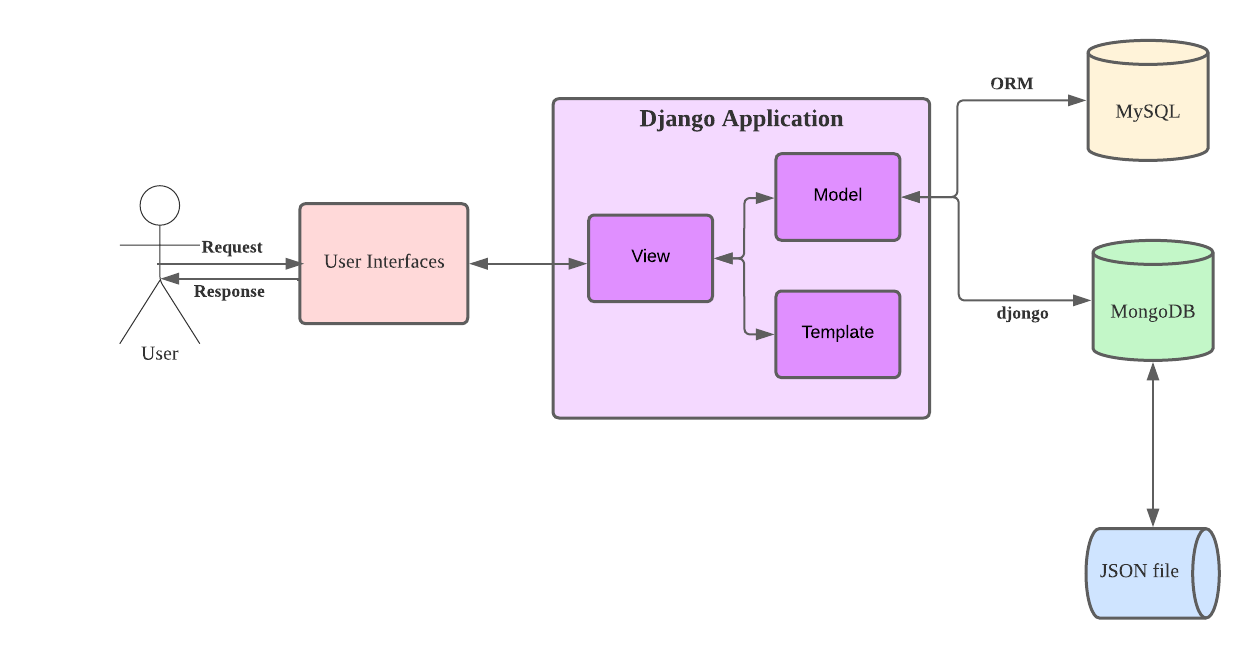 ORM
MySQL
Django Application
Model
Request
User Interfaces
View
Response
djongo
MongoDB
Template
User
JSON file